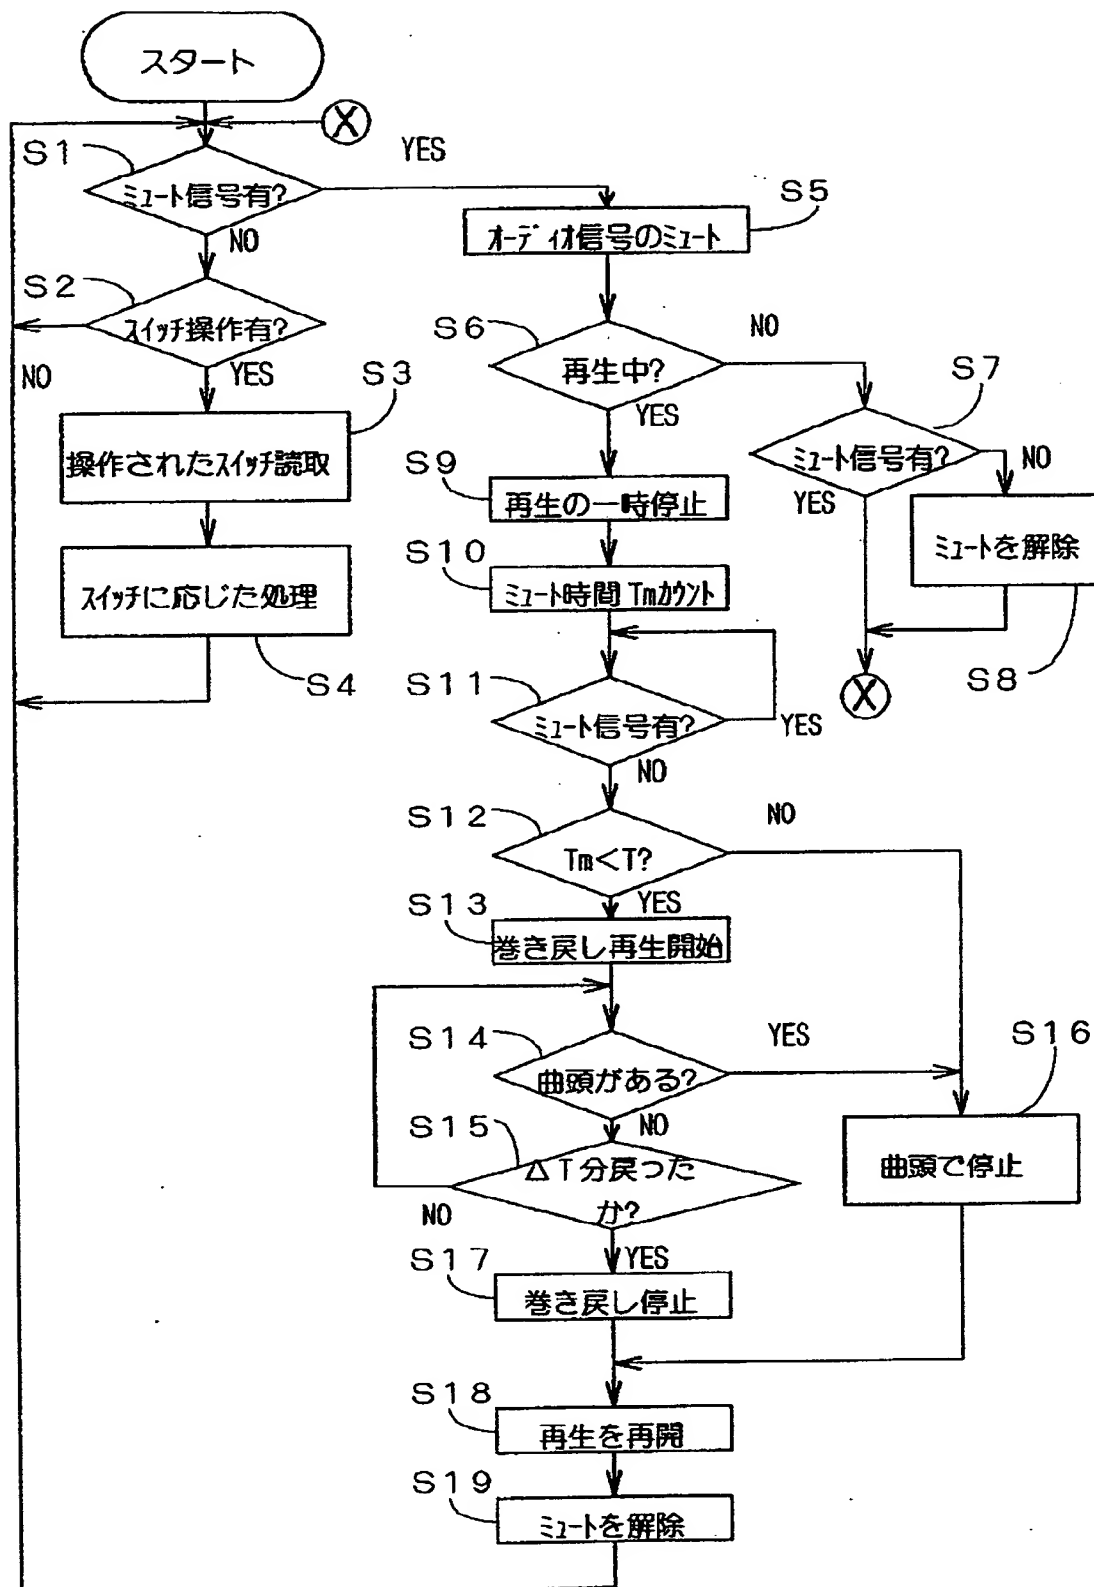 スタート
X
S1
ミュート信号有?
YES
NO
S2
スイッチ操作有?
NO
YES
S3
操作されたスイッチ読取
スイッチに応じた処理
S4
S5
オーディオ信号のミュート
S6
再生中?
NO
YES
S7
ミュート信号有?
NO
YES
ミュートを解除
S8
X
S9
再生の一時停止
S10
ミュート時間Tmカウント
S11
ミュート信号有?
YES
NO
S12
Tm<T?
NO
YES
S13
巻き戻し再生開始
S14
曲頭がある?
YES
NO
S15
△T分戻った
か?
NO
YES
S16
曲頭で停止
S17
巻き戻し停止
S18
再生を再開
S19
ミュートを解除